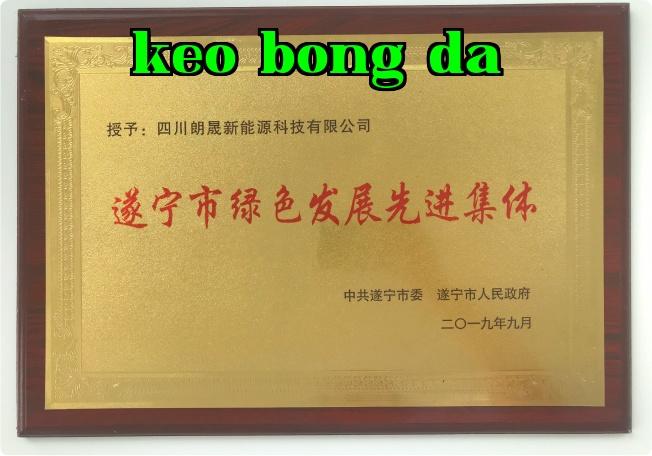 keo bong da
授予：四川朗晟新能源科技有限公司
遂宁市绿色发展先进集体
中共遂宁市委　遂宁市人民政府
二〇一九年九月